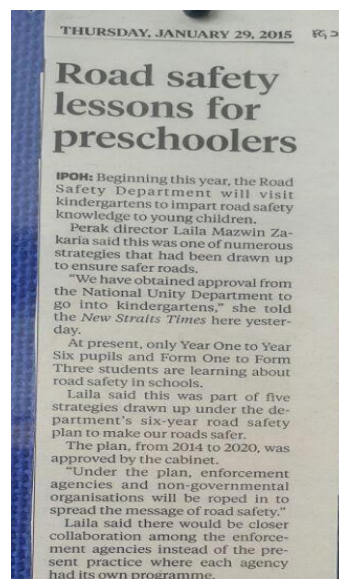 THURSDAY, JANUARY 29, 2015
Road safety
lessons for
preschoolers
IPOH: Beginning this year, the Road
Safety Department will visit
kindergartens to impart road safety
knowledge to young children.
Perak director Laila Mazwin Za-
karia said this was one of numerous
strategies that had been drawn up
to ensure safer roads.
"We have obtained approval from
the National Unity Department to
go into kindergartens," she told
the New Straits Times here yester-
day.
At present, only Year One to Year
Six pupils and Form One to Form
Three students are learning about
road safety in schools.
Laila said this was part of five
strategies drawn up under the de-
partment's six-year road safety
plan to make our roads safer.
The plan, from 2014 to 2020, was
approved by the cabinet.
"Under the plan, enforcement
agencies and non-governmental
organisations will be roped in to
spread the message of road safety."
Laila said there would be closer
collaboration among the enforce-
ment agencies instead of the pre-
sent practice where each agency
had its own programme.